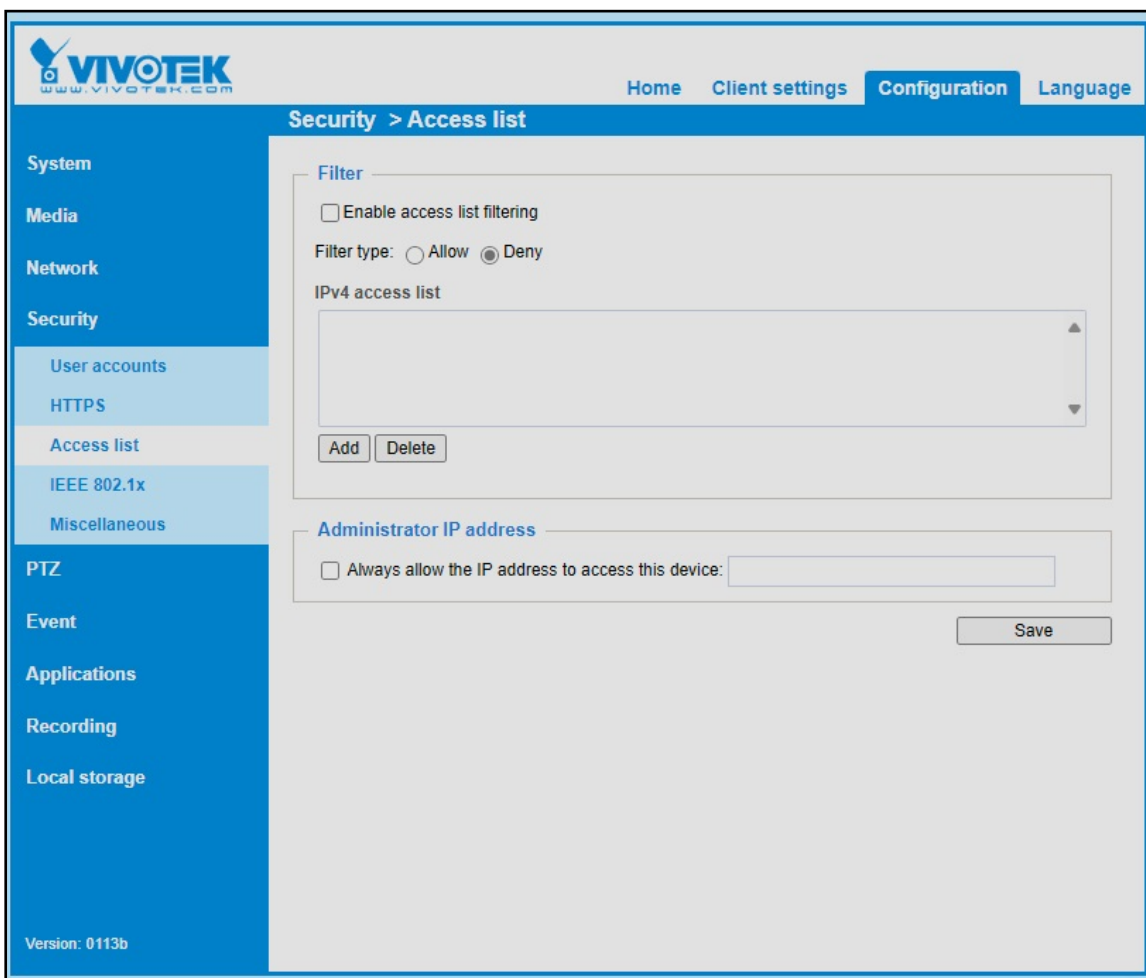 VIVOTEK
www.vivotek.com
Home Client settings Configuration Language
Security > Access list
System
Media
Network
Security
User accounts
HTTPS
Access list
IEEE 802.1x
Miscellaneous
PTZ
Event
Applications
Recording
Local storage
Version: 0113b
Filter
Enable access list filtering
Filter type: Allow Deny
IPv4 access list
Add Delete
Administrator IP address
Always allow the IP address to access this device:
Save